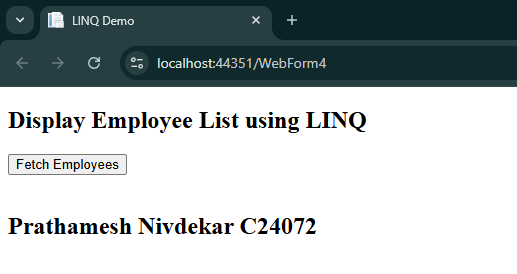 LINQ Demo
localhost:44351/WebForm4
Display Employee List using LINQ
Fetch Employees
Prathamesh Nivdekar C24072